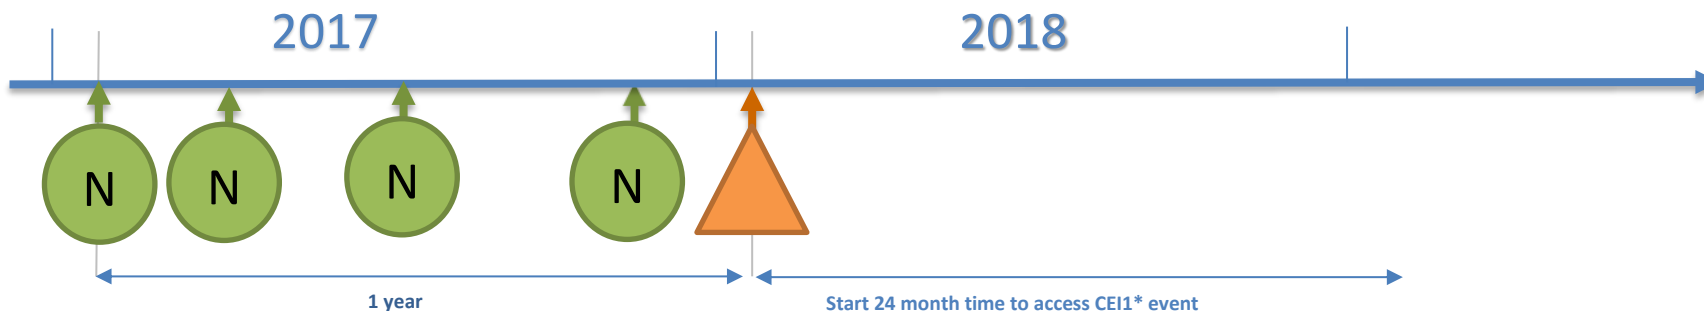 2017 2018
N N N N
1 year Start 24 month time to access CEI1* event